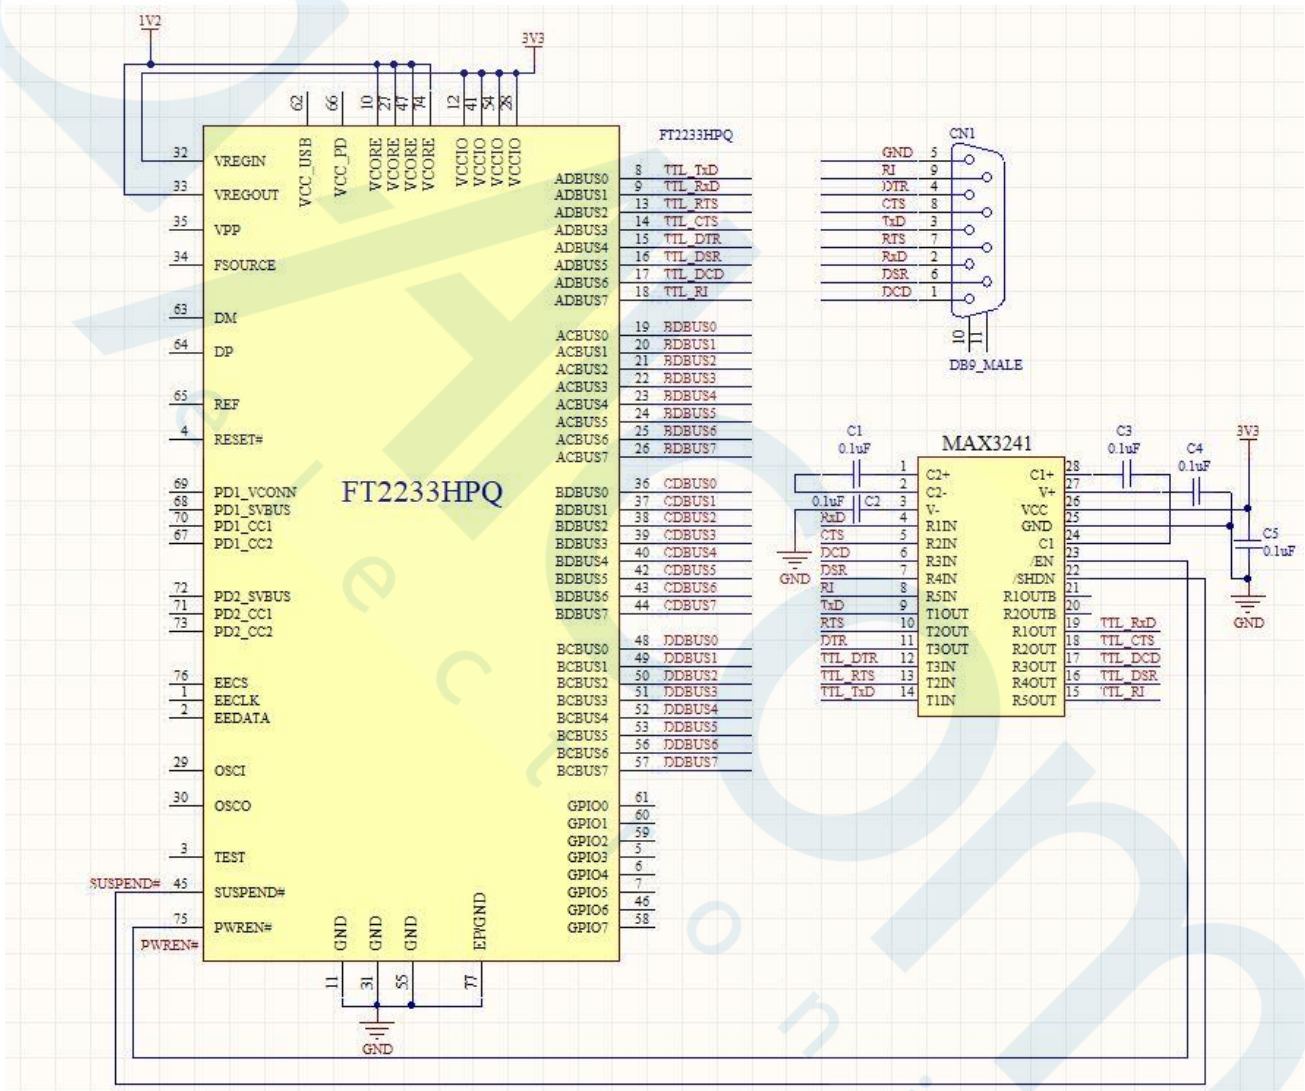 1V2
3V3
62
66
10
27
47
74
12
41
54
28
VCC_USB
VCC_PD
VCORE
VCORE
VCORE
VCORE
VCCIO
VCCIO
VCCIO
VCCIO
32 VREGIN
33 VREGOUT
35 VPP
34 FSOURCE
63 DM
64 DP
65 REF
4 RESET#
69 PD1_VCONN
68 PD1_SVBUS
70 PD1_CC1
67 PD1_CC2
72 PD2_SVBUS
71 PD2_CC1
73 PD2_CC2
76 EECS
1 EECLK
2 EEDATA
29 OSCI
30 OSCO
3 TEST
SUSPEND# 45 SUSPEND#
75 PWREN#
PWREN#
FT2233HPQ
FT2233HPQ
ADBUS0 8 TTL_TxD
ADBUS1 9 TTL_RxD
ADBUS2 13 TTL_RTS
ADBUS3 14 TTL_CTS
ADBUS4 15 TTL_DTR
ADBUS5 16 TTL_DSR
ADBUS6 17 TTL_DCD
ADBUS7 18 TTL_RI
ACBUS0 19 BDBUS0
ACBUS1 20 BDBUS1
ACBUS2 21 BDBUS2
ACBUS3 22 BDBUS3
ACBUS4 23 BDBUS4
ACBUS5 24 BDBUS5
ACBUS6 25 BDBUS6
ACBUS7 26 BDBUS7
BDBUS0 36 CDBUS0
BDBUS1 37 CDBUS1
BDBUS2 38 CDBUS2
BDBUS3 39 CDBUS3
BDBUS4 40 CDBUS4
BDBUS5 42 CDBUS5
BDBUS6 43 CDBUS6
BDBUS7 44 CDBUS7
BCBUS0 48 DDBUS0
BCBUS1 49 DDBUS1
BCBUS2 50 DDBUS2
BCBUS3 51 DDBUS3
BCBUS4 52 DDBUS4
BCBUS5 53 DDBUS5
BCBUS6 56 DDBUS6
BCBUS7 57 DDBUS7
GPIO0 61
GPIO1 60
GPIO2 59
GPIO3 5
GPIO4 6
GPIO5 7
GPIO6 46
GPIO7 58
GND
GND
GND
EP/GND
11
31
55
77
GND
CN1
GND 5
RI 9
DTR 4
CTS 8
TxD 3
RTS 7
RxD 2
DSR 6
DCD 1
10
11
DB9_MALE
MAX3241
C1
0.1uF
0.1uF C2
GND
1 C2+
2 C2-
3 V-
RxD 4 R1IN
CTS 5 R2IN
DCD 6 R3IN
DSR 7 R4IN
RI 8 R5IN
TxD 9 T1OUT
RTS 10 T2OUT
DTR 11 T3OUT
TTL_DTR 12 T3IN
TTL_RTS 13 T2IN
TTL_TxD 14 T1IN
C1+ 28
V+ 27
VCC 26
GND 25
C1 24
/EN 23
/SHDN 22
R1OUTB 21
R2OUTB 20
R1OUT 19 TTL_RxD
R2OUT 18 TTL_CTS
R3OUT 17 TTL_DCD
R4OUT 16 TTL_DSR
R5OUT 15 TTL_RI
C3
0.1uF
C4
0.1uF
3V3
C5
0.1uF
GND